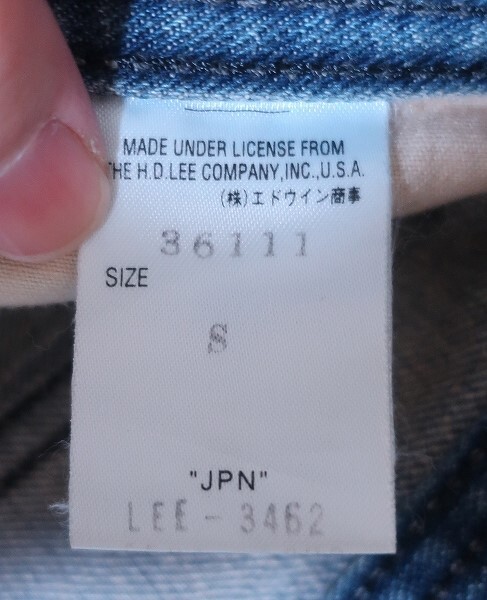 MADE UNDER LICENSE FROM
THE H.D.LEE COMPANY,INC.,U.S.A.
(株)エドウイン商事
36111
SIZE
S
"JPN"
LEE-3462